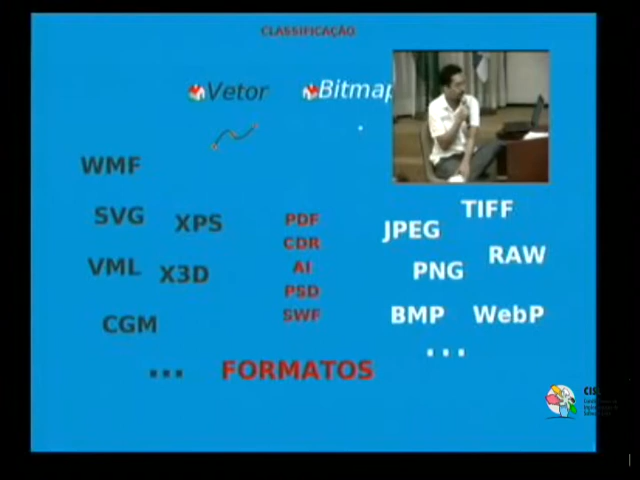 CLASSIFICAÇÃO
Vetor
Bitmap
WMF
SVG
XPS
VML
X3D
CGM
...
PDF
CDR
AI
PSD
SWF
FORMATOS
TIFF
JPEG
RAW
PNG
BMP
WebP
...